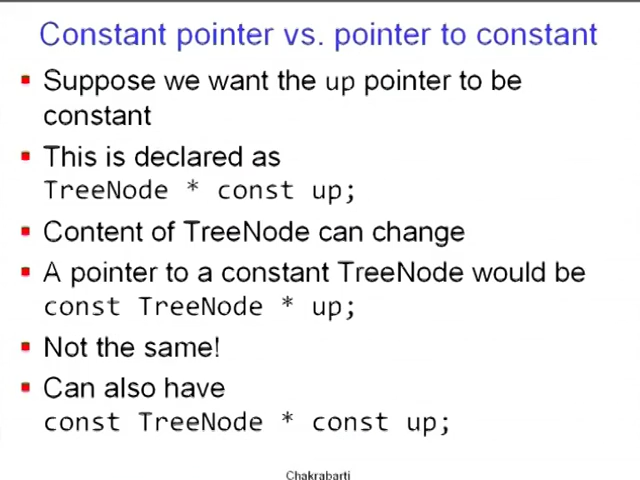 Constant pointer vs. pointer to constant
Suppose we want the up pointer to be
constant
This is declared as
TreeNode * const up;
Content of TreeNode can change
A pointer to a constant TreeNode would be
const TreeNode * up;
Not the same!
Can also have
const TreeNode * const up;
Chakrabarti